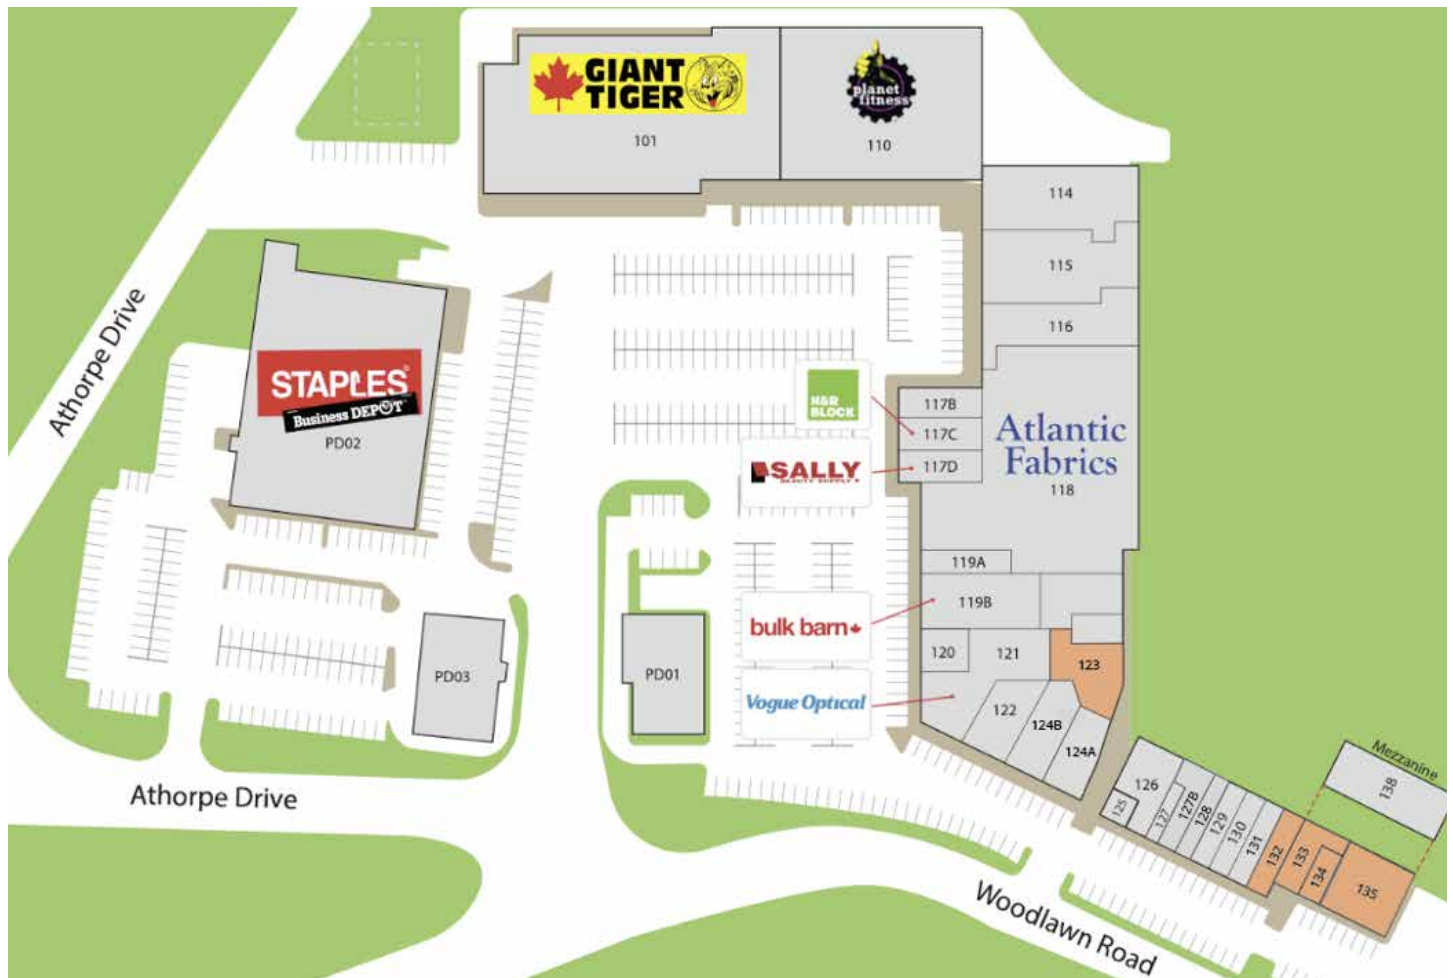 GIANT
TIGER
101
planet
fitness
110
114
115
116
Athorpe Drive
STAPLES
Business DEPOT
PD02
H&R
BLOCK
117B
117C
117D
SALLY
BEAUTY SUPPLY
Atlantic
Fabrics
118
119A
119B
bulk barn
120
121
123
Vogue Optical
122
124B
124A
PD03
PD01
Athorpe Drive
126
125
127
127B
128
129
130
131
132
133
134
135
Mezzanine
138
Woodlawn Road